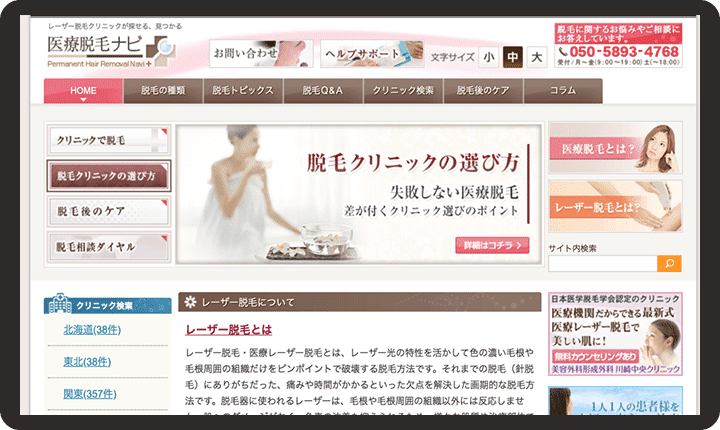 レーザー脱毛クリニックが探せる、見つかる
医療脱毛ナビ
Permanent Hair Removal Navi
お問い合わせ
ヘルプサポート
文字サイズ 小 中 大
脱毛に関するお悩みやご相談に
お答えしています。
050-5893-4768
受付/月～金(9:00～19:00)土(～18:00)
HOME 脱毛の種類 脱毛トピックス 脱毛Q&A クリニック検索 脱毛後のケア コラム
クリニックで脱毛
脱毛クリニックの選び方
脱毛後のケア
脱毛相談ダイヤル
脱毛クリニックの選び方
失敗しない医療脱毛
差が付くクリニック選びのポイント
詳細はコチラ
医療脱毛とは?
レーザー脱毛とは?
サイト内検索
クリニック検索
北海道(38件)
東北(38件)
関東(357件)
レーザー脱毛について
レーザー脱毛とは
レーザー脱毛・医療レーザー脱毛とは、レーザー光の特性を活かして色の濃い毛根や
毛根周囲の組織だけをピンポイントで破壊する脱毛方法です。それまでの脱毛（針脱
毛）にありがちだった、痛みや時間がかかるといった欠点を解決した画期的な脱毛方
法です。脱毛器に使われるレーザーは、毛根や毛根周囲の組織以外には反応しませ
日本医学脱毛学会認定のクリニック
医療機関だからできる最新式
医療レーザー脱毛で
美しい肌に!
無料カウンセリングあり
美容外科形成外科 川崎中央クリニック
1人1人の患者様を